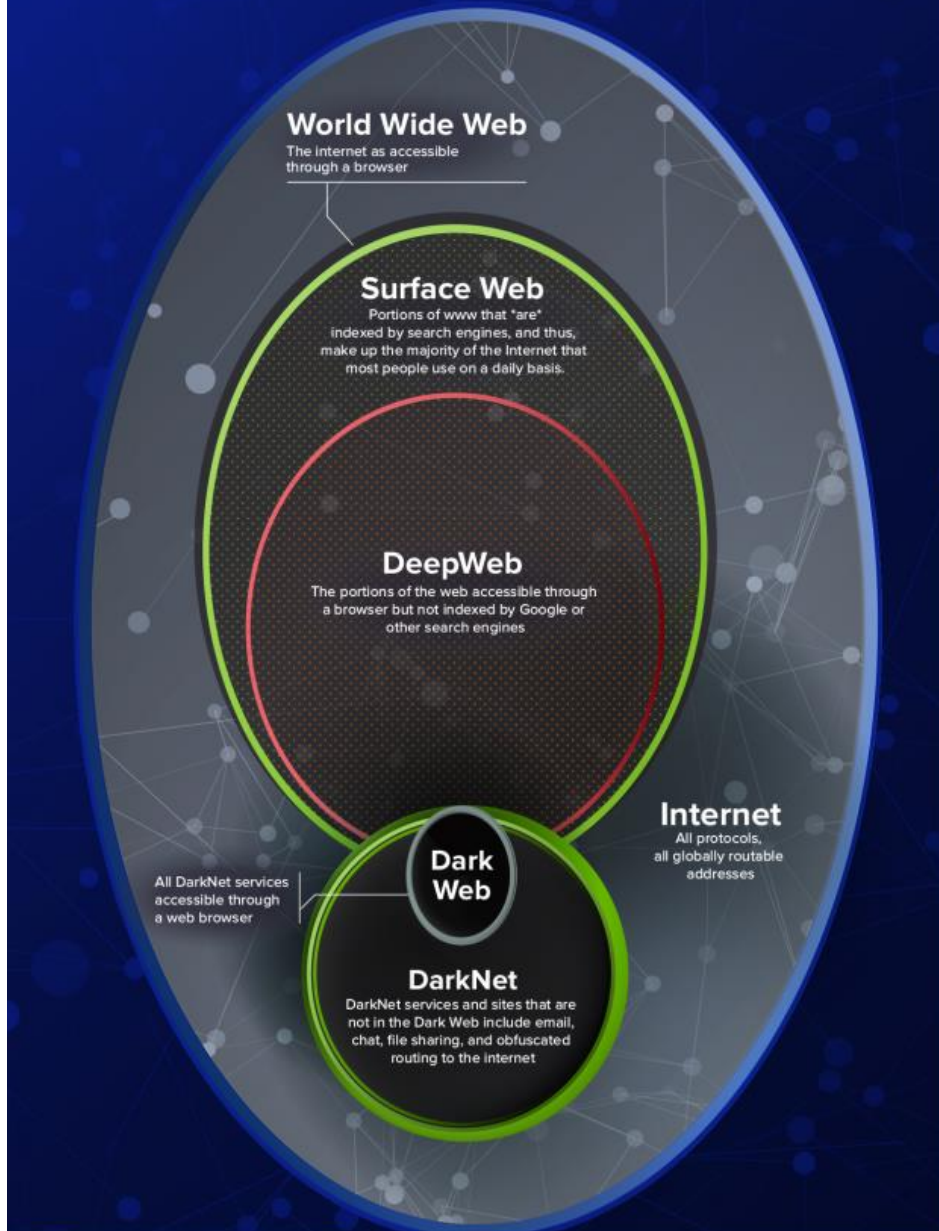 World Wide Web
The internet as accessible
through a browser
Surface Web
Portions of www that *are*
indexed by search engines, and thus,
make up the majority of the Internet that
most people use on a daily basis.
DeepWeb
The portions of the web accessible through
a browser but not indexed by Google or
other search engines
Internet
All protocols,
all globally routable
addresses
Dark
Web
All DarkNet services
accessible through
a web browser
DarkNet
DarkNet services and sites that are
not in the Dark Web include email,
chat, file sharing, and obfuscated
routing to the internet